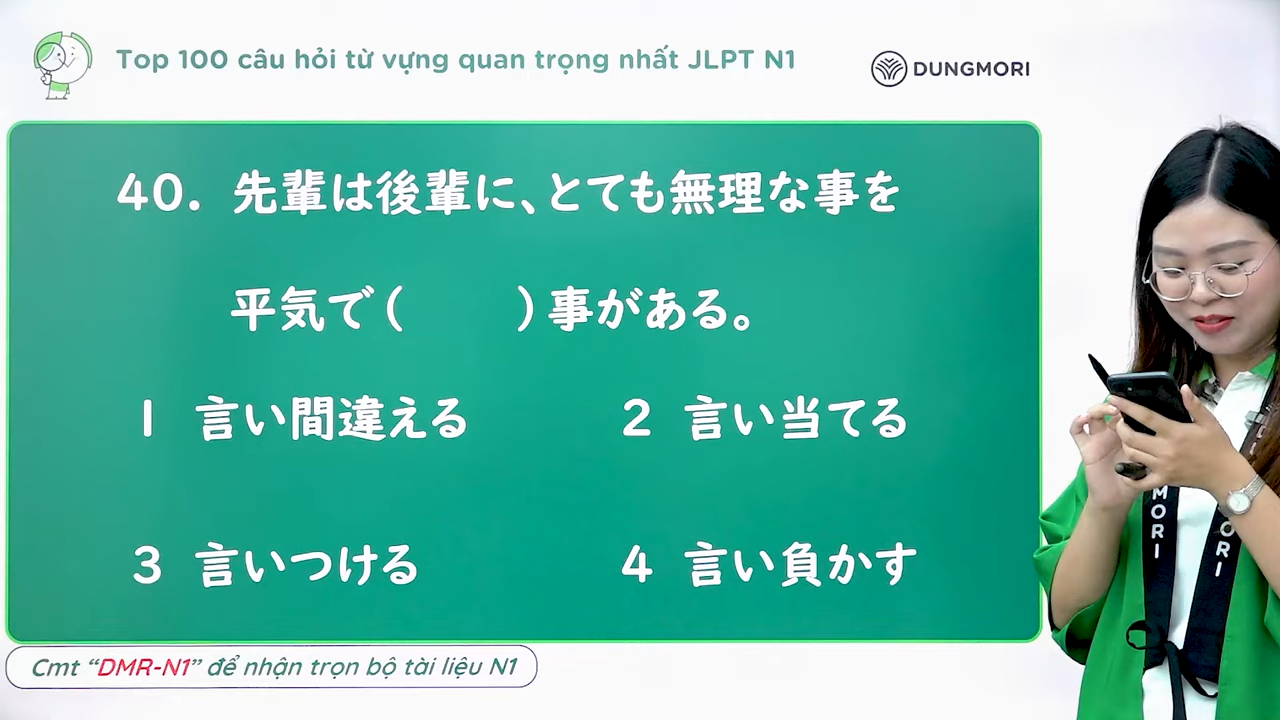 Top 100 câu hỏi từ vựng quan trọng nhất JLPT N1
DUNGMORI
40. 先輩は後輩に、とても無理な事を
平気で（　　）事がある。
1 言い間違える
2 言い当てる
3 言いつける
4 言い負かす
Cmt “DMR-N1” để nhận trọn bộ tài liệu N1
MORI
ORI